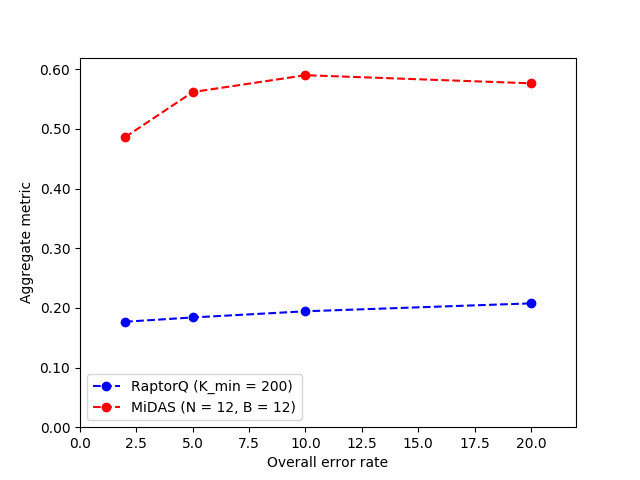 0.60
0.50
0.40
0.30
0.20
0.10
0.00
Aggregate metric
RaptorQ (K_min = 200)
MiDAS (N = 12, B = 12)
0.0 2.5 5.0 7.5 10.0 12.5 15.0 17.5 20.0
Overall error rate